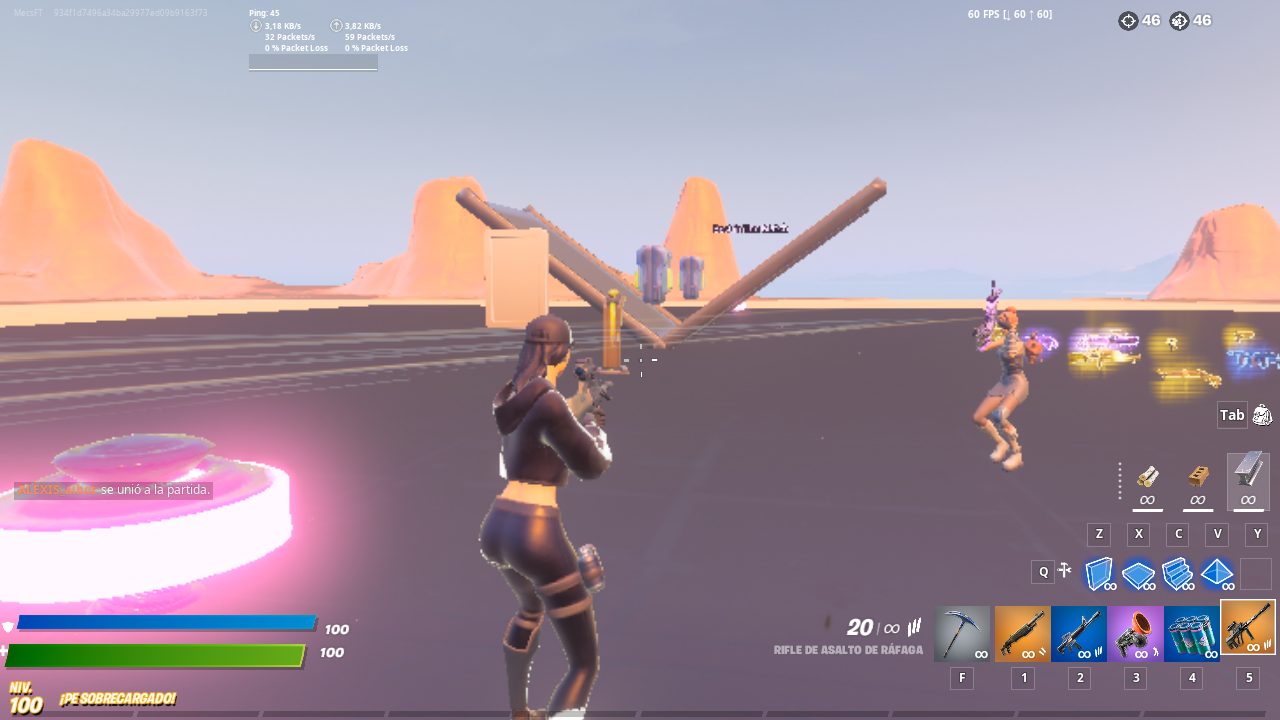 MecsFT
Ping: 45
3,18 KB/s 3,82 KB/s
32 Packets/s 59 Packets/s
0 % Packet Loss 0 % Packet Loss
60 FPS [↓ 60 ↑ 60]
46 46
Tab
se unió a la partida.
∞ ∞ ∞
Z X C V Y
Q
∞ ∞ ∞ ∞
100
100
20 | ∞
RIFLE DE ASALTO DE RÁFAGA
∞ ∞ ∞ ∞ ∞ ∞
F 1 2 3 4 5
NIV.
100
¡PE SOBRECARGADO!